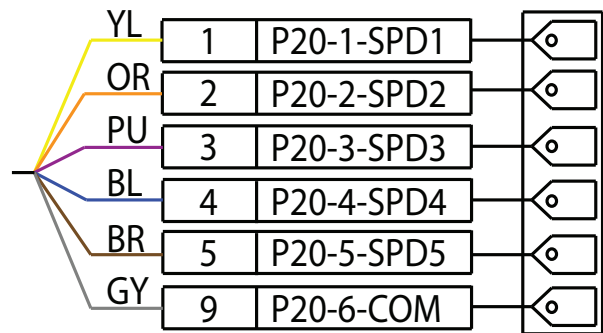 YL 1 P20-1-SPD1
OR 2 P20-2-SPD2
PU 3 P20-3-SPD3
BL 4 P20-4-SPD4
BR 5 P20-5-SPD5
GY 9 P20-6-COM